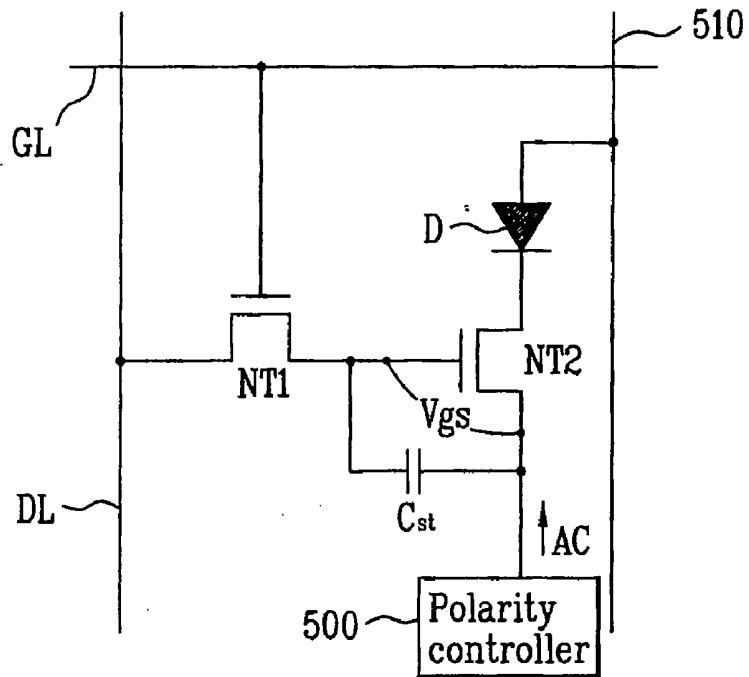 510
GL
D
NT1
NT2
Vgs
DL
Cst
AC
500
Polarity
controller